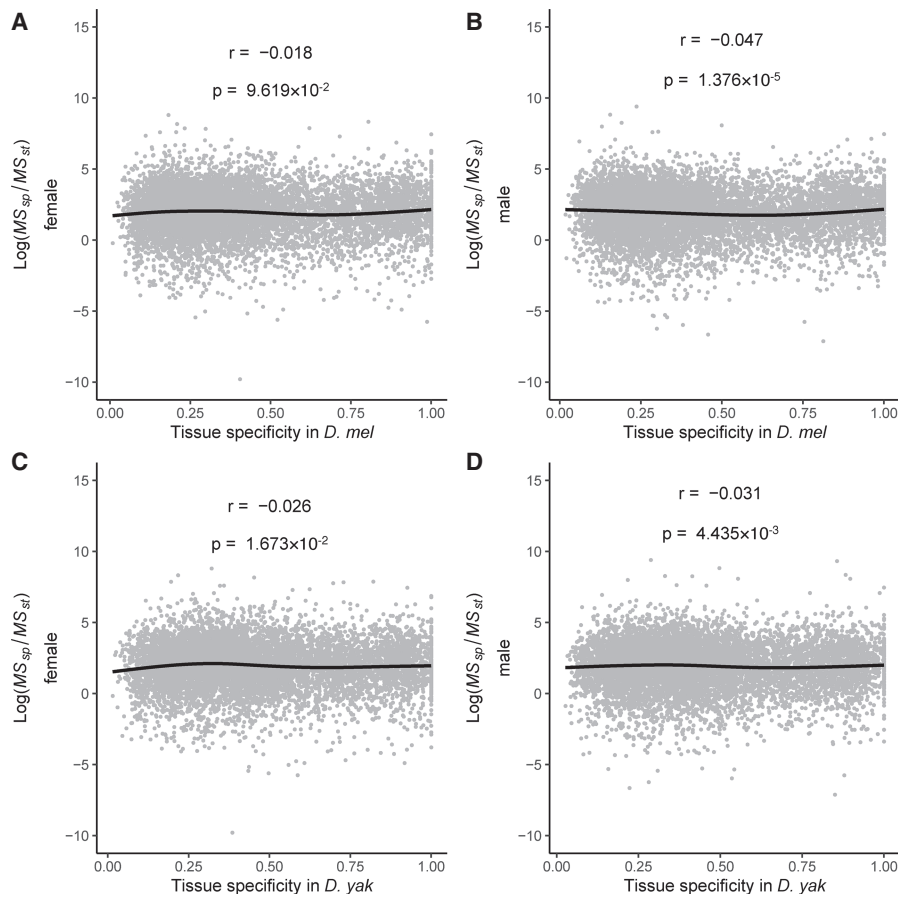 A
15
10
5
0
−5
−10
Log(MSsp/MSst)
female
r = −0.018
p = 9.619×10-2
0.00 0.25 0.50 0.75 1.00
Tissue specificity in D. mel
B
15
10
5
0
−5
−10
Log(MSsp/MSst)
male
r = −0.047
p = 1.376×10-5
0.00 0.25 0.50 0.75 1.00
Tissue specificity in D. mel
C
15
10
5
0
−5
−10
Log(MSsp/MSst)
female
r = −0.026
p = 1.673×10-2
0.00 0.25 0.50 0.75 1.00
Tissue specificity in D. yak
D
15
10
5
0
−5
−10
Log(MSsp/MSst)
male
r = −0.031
p = 4.435×10-3
0.00 0.25 0.50 0.75 1.00
Tissue specificity in D. yak